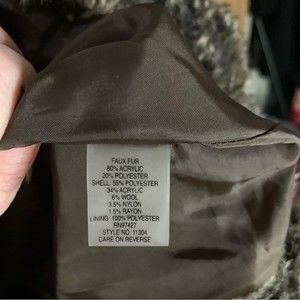 FAUX FUR
80% ACRYLIC
20% POLYESTER
SHELL: 55% POLYESTER
34% ACRYLIC
6% WOOL
3.5% NYLON
1.5% RAYON
LINING: 100% POLYESTER
RN97427
STYLE NO. 11304
CARE ON REVERSE